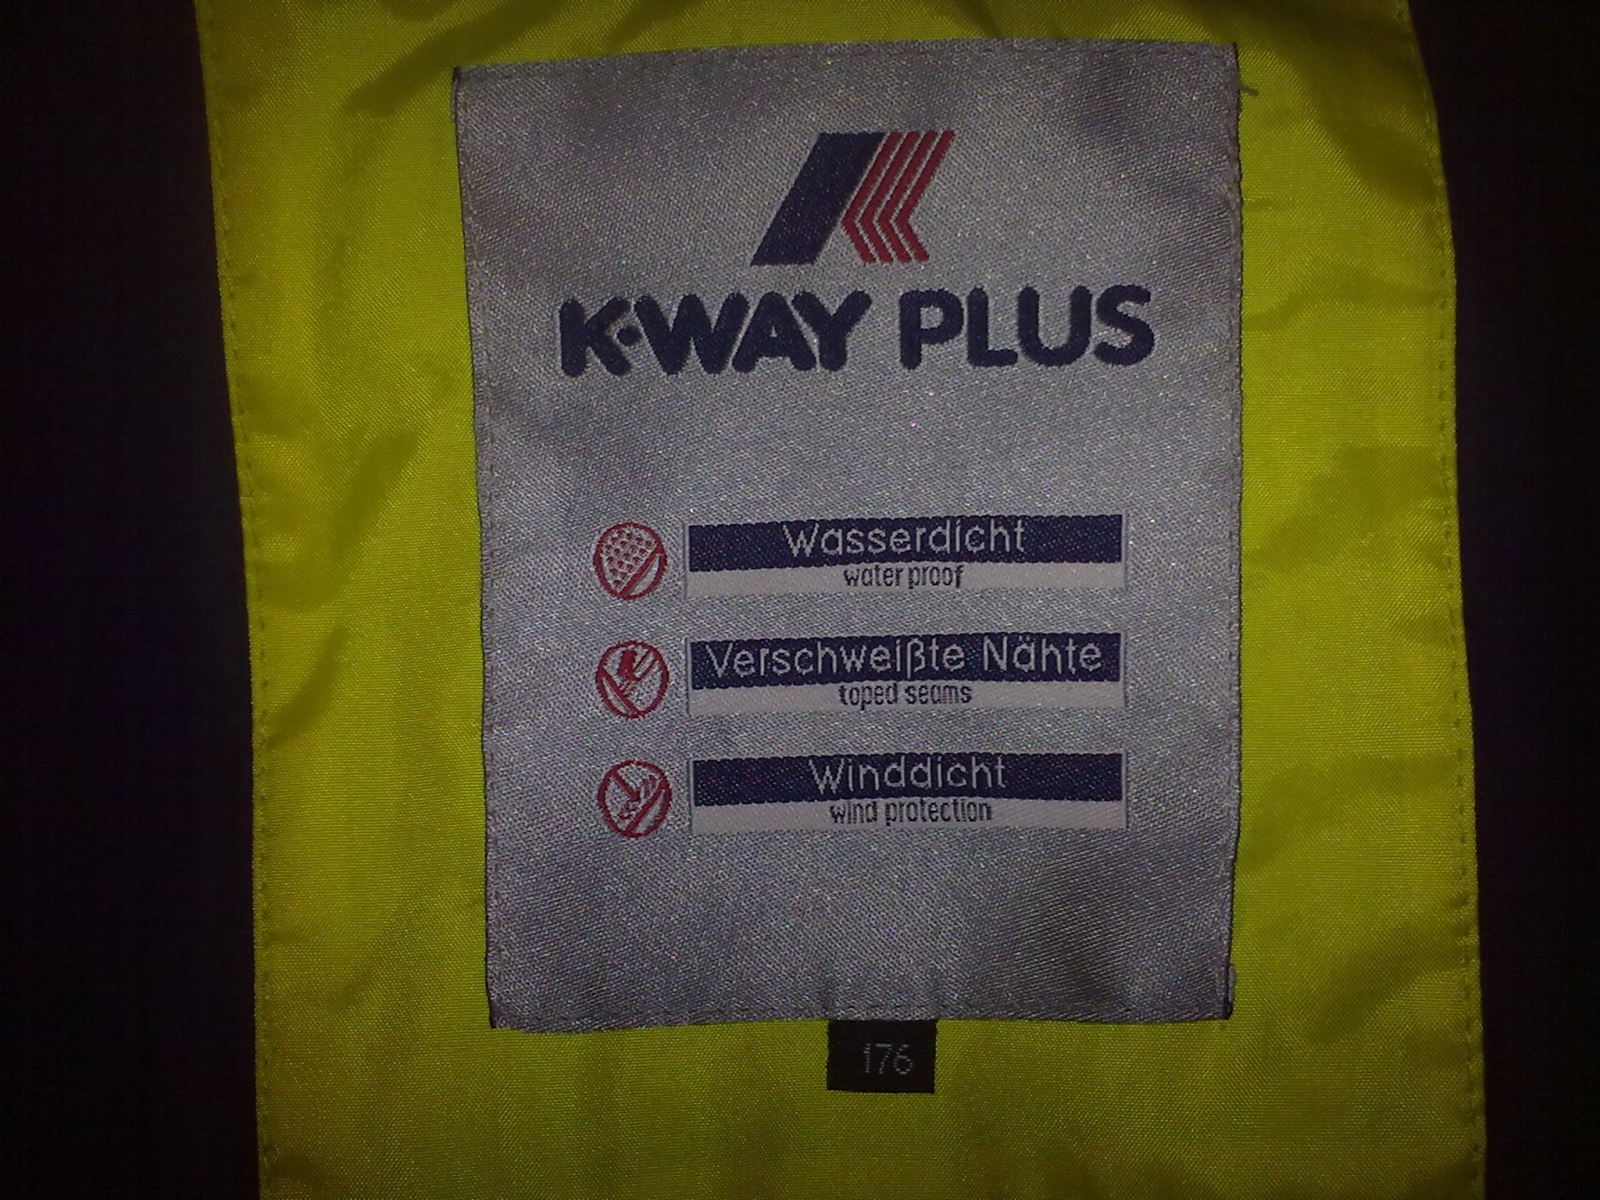 K·WAY PLUS
Wasserdicht
water proof
Verschweißte Nähte
toped seams
Winddicht
wind protection
176